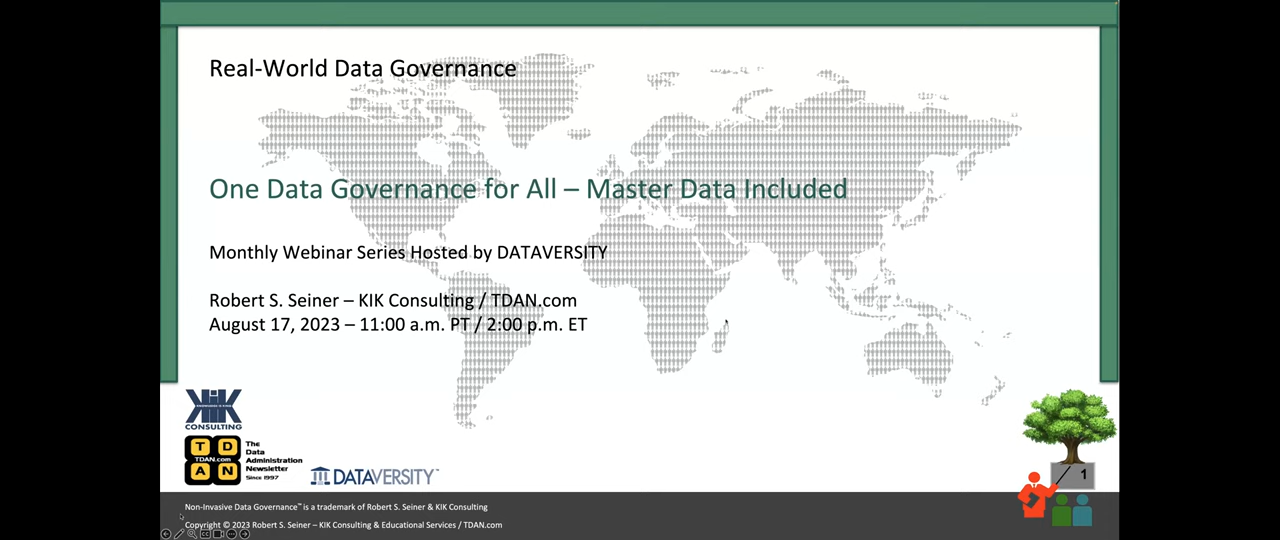 Real-World Data Governance
One Data Governance for All – Master Data Included
Monthly Webinar Series Hosted by DATAVERSITY
Robert S. Seiner – KIK Consulting / TDAN.com
August 17, 2023 – 11:00 a.m. PT / 2:00 p.m. ET
KIK
CONSULTING
T D
TDAN.com
A N
The
Data
Administration
Newsletter
Since 1997
DATAVERSITY
1
Non-Invasive Data Governance™ is a trademark of Robert S. Seiner & KIK Consulting
Copyright © 2023 Robert S. Seiner – KIK Consulting & Educational Services / TDAN.com